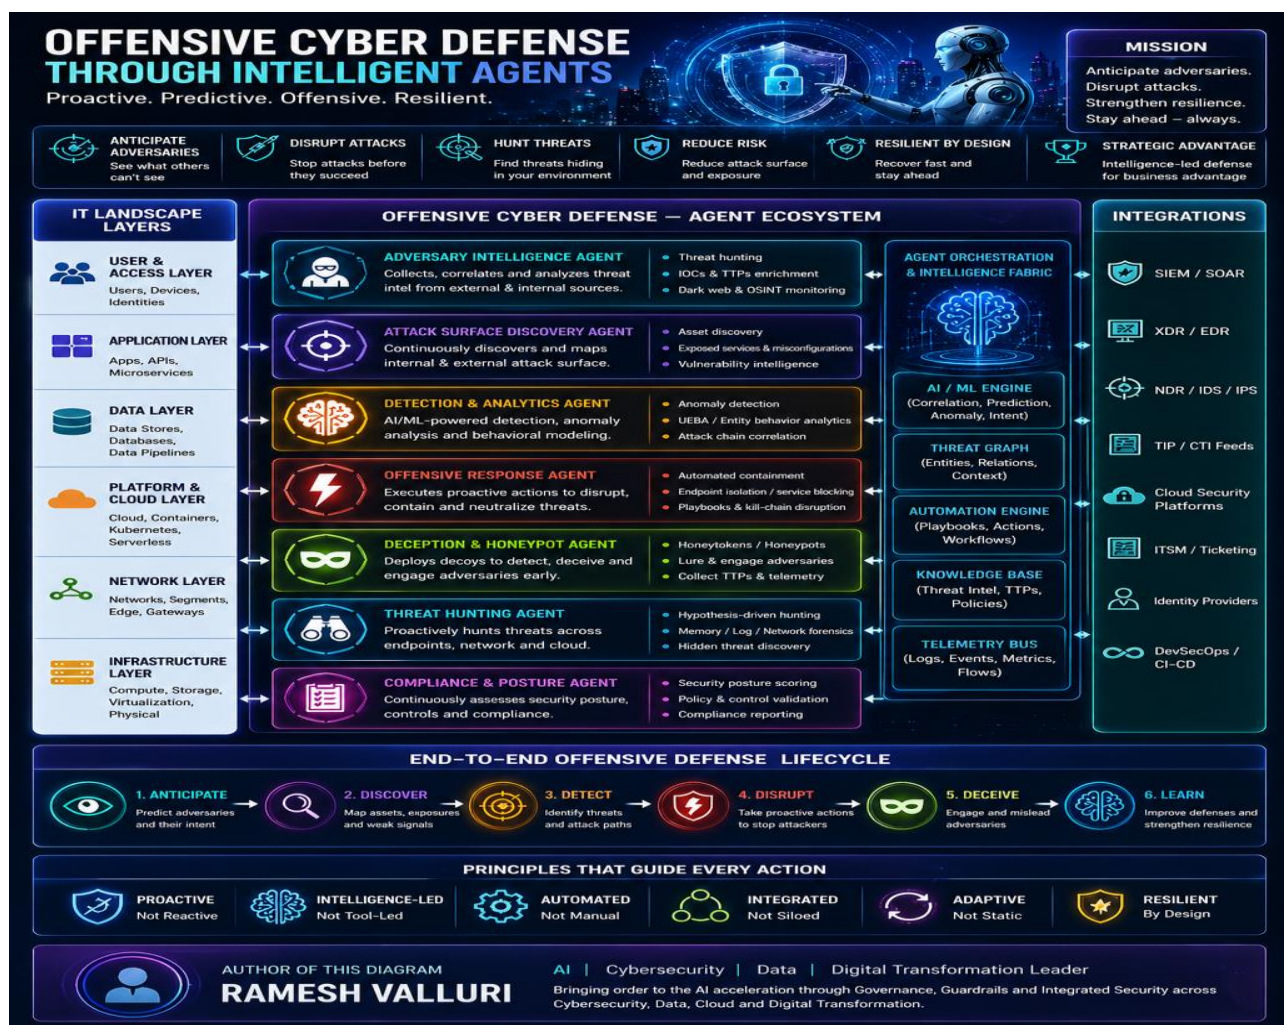 OFFENSIVE CYBER DEFENSE
THROUGH INTELLIGENT AGENTS
Proactive. Predictive. Offensive. Resilient.
MISSION
Anticipate adversaries.
Disrupt attacks.
Strengthen resilience.
Stay ahead – always.
ANTICIPATE
ADVERSARIES
See what others
can't see
DISRUPT ATTACKS
Stop attacks before
they succeed
HUNT THREATS
Find threats hiding
in your environment
REDUCE RISK
Reduce attack surface
and exposure
RESILIENT BY DESIGN
Recover fast and
stay ahead
STRATEGIC ADVANTAGE
Intelligence-led defense
for business advantage
IT LANDSCAPE
LAYERS
USER &
ACCESS LAYER
Users, Devices,
Identities
APPLICATION LAYER
Apps, APIs,
Microservices
DATA LAYER
Data Stores,
Databases,
Data Pipelines
PLATFORM &
CLOUD LAYER
Cloud, Containers,
Kubernetes,
Serverless
NETWORK LAYER
Networks, Segments,
Edge, Gateways
INFRASTRUCTURE
LAYER
Compute, Storage,
Virtualization,
Physical
OFFENSIVE CYBER DEFENSE — AGENT ECOSYSTEM
ADVERSARY INTELLIGENCE AGENT
Collects, correlates and analyzes threat
intel from external & internal sources.
• Threat hunting
• IOCs & TTPs enrichment
• Dark web & OSINT monitoring
ATTACK SURFACE DISCOVERY AGENT
Continuously discovers and maps
internal & external attack surface.
• Asset discovery
• Exposed services & misconfigurations
• Vulnerability intelligence
DETECTION & ANALYTICS AGENT
AI/ML-powered detection, anomaly
analysis and behavioral modeling.
• Anomaly detection
• UEBA / Entity behavior analytics
• Attack chain correlation
OFFENSIVE RESPONSE AGENT
Executes proactive actions to disrupt,
contain and neutralize threats.
• Automated containment
• Endpoint isolation / service blocking
• Playbooks & kill-chain disruption
DECEPTION & HONEYPOT AGENT
Deploys decoys to detect, deceive and
engage adversaries early.
• Honeytokens / Honeypots
• Lure & engage adversaries
• Collect TTPs & telemetry
THREAT HUNTING AGENT
Proactively hunts threats across
endpoints, network and cloud.
• Hypothesis-driven hunting
• Memory / Log / Network forensics
• Hidden threat discovery
COMPLIANCE & POSTURE AGENT
Continuously assesses security posture,
controls and compliance.
• Security posture scoring
• Policy & control validation
• Compliance reporting
AGENT ORCHESTRATION
& INTELLIGENCE FABRIC
AI / ML ENGINE
(Correlation, Prediction,
Anomaly, Intent)
THREAT GRAPH
(Entities, Relations,
Context)
AUTOMATION ENGINE
(Playbooks, Actions,
Workflows)
KNOWLEDGE BASE
(Threat Intel, TTPs,
Policies)
TELEMETRY BUS
(Logs, Events, Metrics,
Flows)
INTEGRATIONS
SIEM / SOAR
XDR / EDR
NDR / IDS / IPS
TIP / CTI Feeds
Cloud Security
Platforms
ITSM / Ticketing
Identity Providers
DevSecOps /
CI-CD
END-TO-END OFFENSIVE DEFENSE LIFECYCLE
1. ANTICIPATE
Predict adversaries
and their intent
2. DISCOVER
Map assets, exposures
and weak signals
3. DETECT
Identify threats
and attack paths
4. DISRUPT
Take proactive actions
to stop attackers
5. DECEIVE
Engage and mislead
adversaries
6. LEARN
Improve defenses and
strengthen resilience
PRINCIPLES THAT GUIDE EVERY ACTION
PROACTIVE
Not Reactive
INTELLIGENCE-LED
Not Tool-Led
AUTOMATED
Not Manual
INTEGRATED
Not Siloed
ADAPTIVE
Not Static
RESILIENT
By Design
AUTHOR OF THIS DIAGRAM
RAMESH VALLURI
AI | Cybersecurity | Data | Digital Transformation Leader
Bringing order to the AI acceleration through Governance, Guardrails and Integrated Security across
Cybersecurity, Data, Cloud and Digital Transformation.